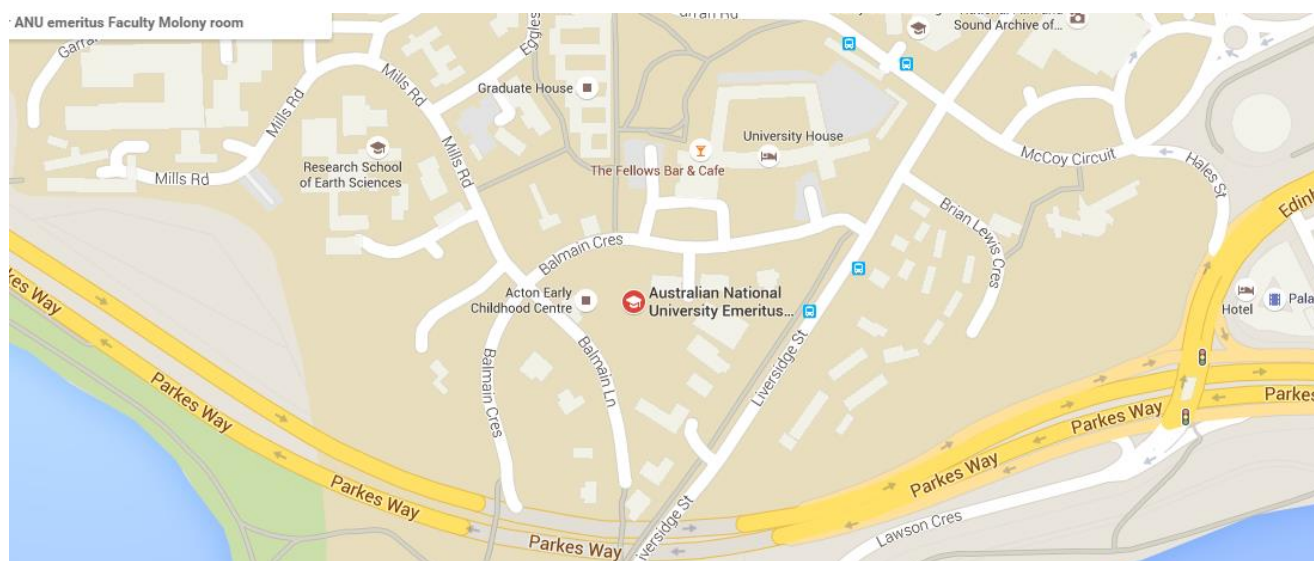 ANU emeritus Faculty Molony room
Sound Archive of...
Mills Rd
Mills Rd
Mills Rd
Mills Rd
Graduate House
University House
The Fellows Bar & Cafe
Research School
of Earth Sciences
McCoy Circuit
Hales St
Brian Lewis Cres
Balmain Cres
Acton Early
Childhood Centre
Australian National
University Emeritus...
Hotel
Balmain Cres
Balmain Ln
Liversidge St
Parkes Way
Parkes Way
Parkes Way
Parkes Way
Parkes Way
Parkes Way
Lawson Cres